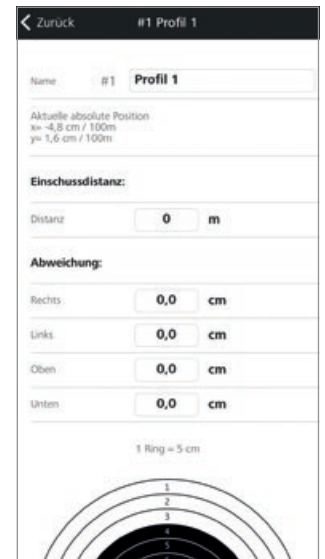 Zurück #1 Profil 1
Name #1 Profil 1
Aktuelle absolute Position
x= -4,8 cm / 100m
y= 1,6 cm / 100m
Einschussdistanz:
Distanz 0 m
Abweichung:
Rechts 0,0 cm
Links 0,0 cm
Oben 0,0 cm
Unten 0,0 cm
1 Ring = 5 cm
1
2
3
4
5
6